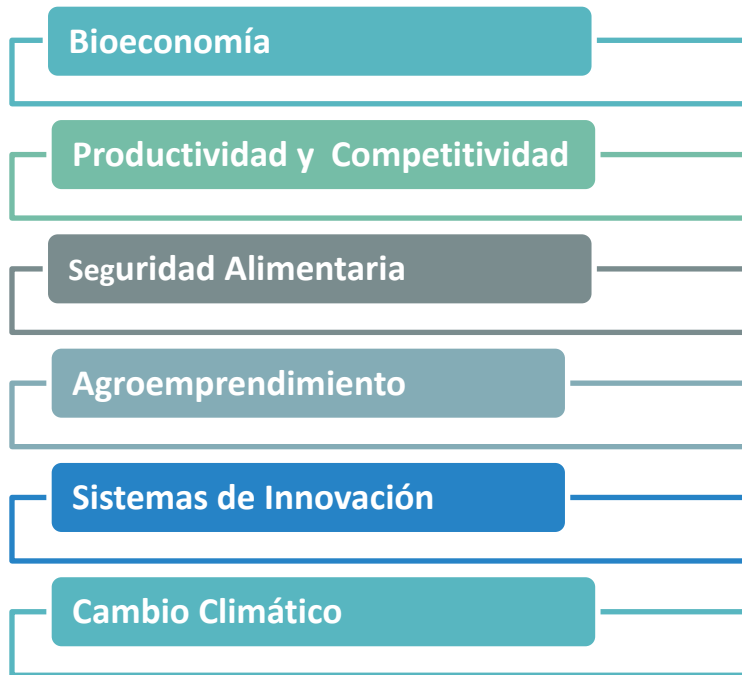 Bioeconomía
Productividad y Competitividad
Seguridad Alimentaria
Agroemprendimiento
Sistemas de Innovación
Cambio Climático